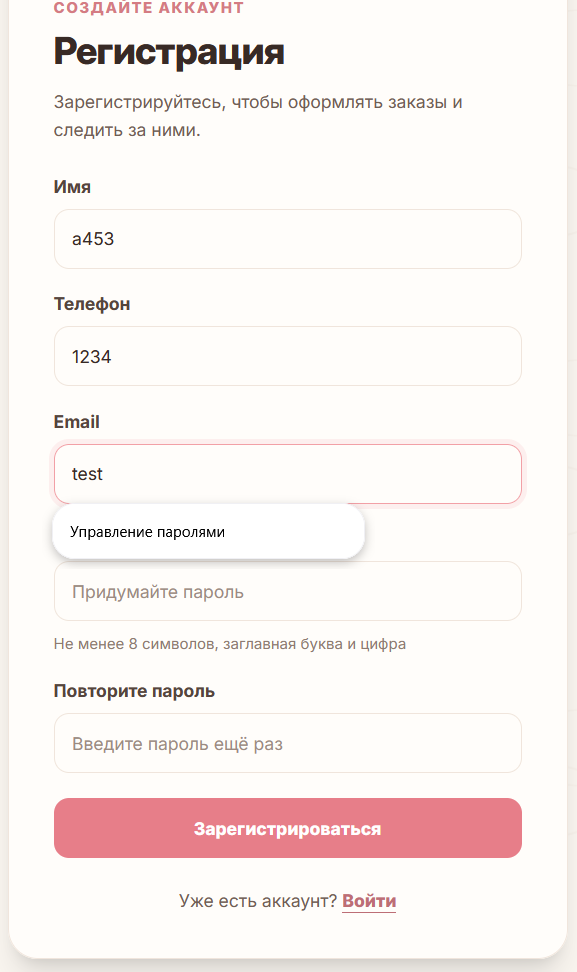 СОЗДАЙТЕ АККАУНТ
Регистрация
Зарегистрируйтесь, чтобы оформлять заказы и
следить за ними.
Имя
a453
Телефон
1234
Email
test
Управление паролями
Придумайте пароль
Не менее 8 символов, заглавная буква и цифра
Повторите пароль
Введите пароль ещё раз
Зарегистрироваться
Уже есть аккаунт? Войти